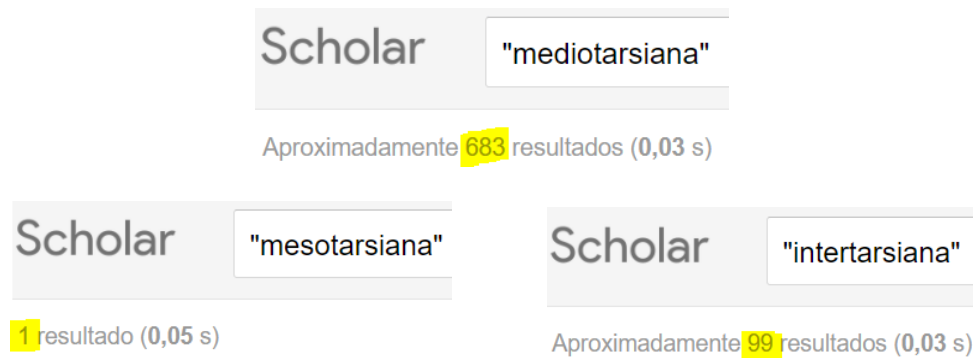 Scholar "mediotarsiana"
Aproximadamente 683 resultados (0,03 s)
Scholar "mesotarsiana"
1 resultado (0,05 s)
Scholar "intertarsiana"
Aproximadamente 99 resultados (0,03 s)